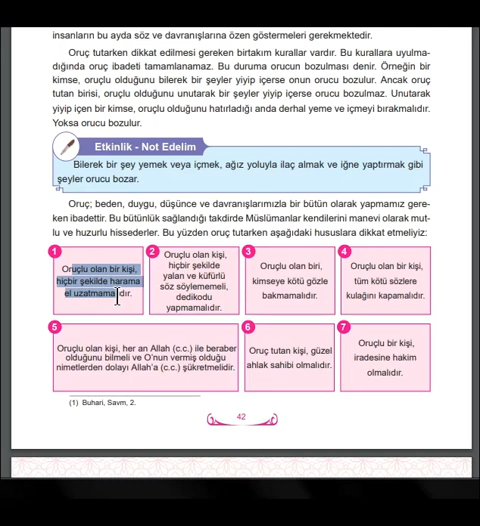 insanların bu ayda söz ve davranışlarına özen göstermeleri gerekmektedir.
Oruç tutarken dikkat edilmesi gereken birtakım kurallar vardır. Bu kurallara uyulma-
dığında oruç ibadeti tamamlanamaz. Bu duruma orucun bozulması denir. Örneğin bir
kimse, oruçlu olduğunu bilerek bir şeyler yiyip içerse onun orucu bozulur. Ancak oruç
tutan birisi, oruçlu olduğunu unutarak bir şeyler yiyip içerse orucu bozulmaz. Unutarak
yiyip içen bir kimse, oruçlu olduğunu hatırladığı anda derhal yeme ve içmeyi bırakmalıdır.
Yoksa orucu bozulur.
Etkinlik - Not Edelim
Bilerek bir şey yemek veya içmek, ağız yoluyla ilaç almak ve iğne yaptırmak gibi
şeyler orucu bozar.
Oruç; beden, duygu, düşünce ve davranışlarımızla bir bütün olarak yapmamız gere-
ken ibadettir. Bu bütünlük sağlandığı takdirde Müslümanlar kendilerini manevi olarak mut-
lu ve huzurlu hissederler. Bu yüzden oruç tutarken aşağıdaki hususlara dikkat etmeliyiz:
1
Oruçlu olan bir kişi,
hiçbir şekilde harama
el uzatmamalıdır.
2
Oruçlu olan kişi,
hiçbir şekilde
yalan ve küfürlü
söz söylememeli,
dedikodu
yapmamalıdır.
3
Oruçlu olan biri,
kimseye kötü gözle
bakmamalıdır.
4
Oruçlu olan bir kişi,
tüm kötü sözlere
kulağını kapamalıdır.
5
Oruçlu olan kişi, her an Allah (c.c.) ile beraber
olduğunu bilmeli ve O'nun vermiş olduğu
nimetlerden dolayı Allah'a (c.c.) şükretmelidir.
6
Oruç tutan kişi, güzel
ahlak sahibi olmalıdır.
7
Oruçlu bir kişi,
iradesine hakim
olmalıdır.
(1) Buhari, Savm, 2.
42